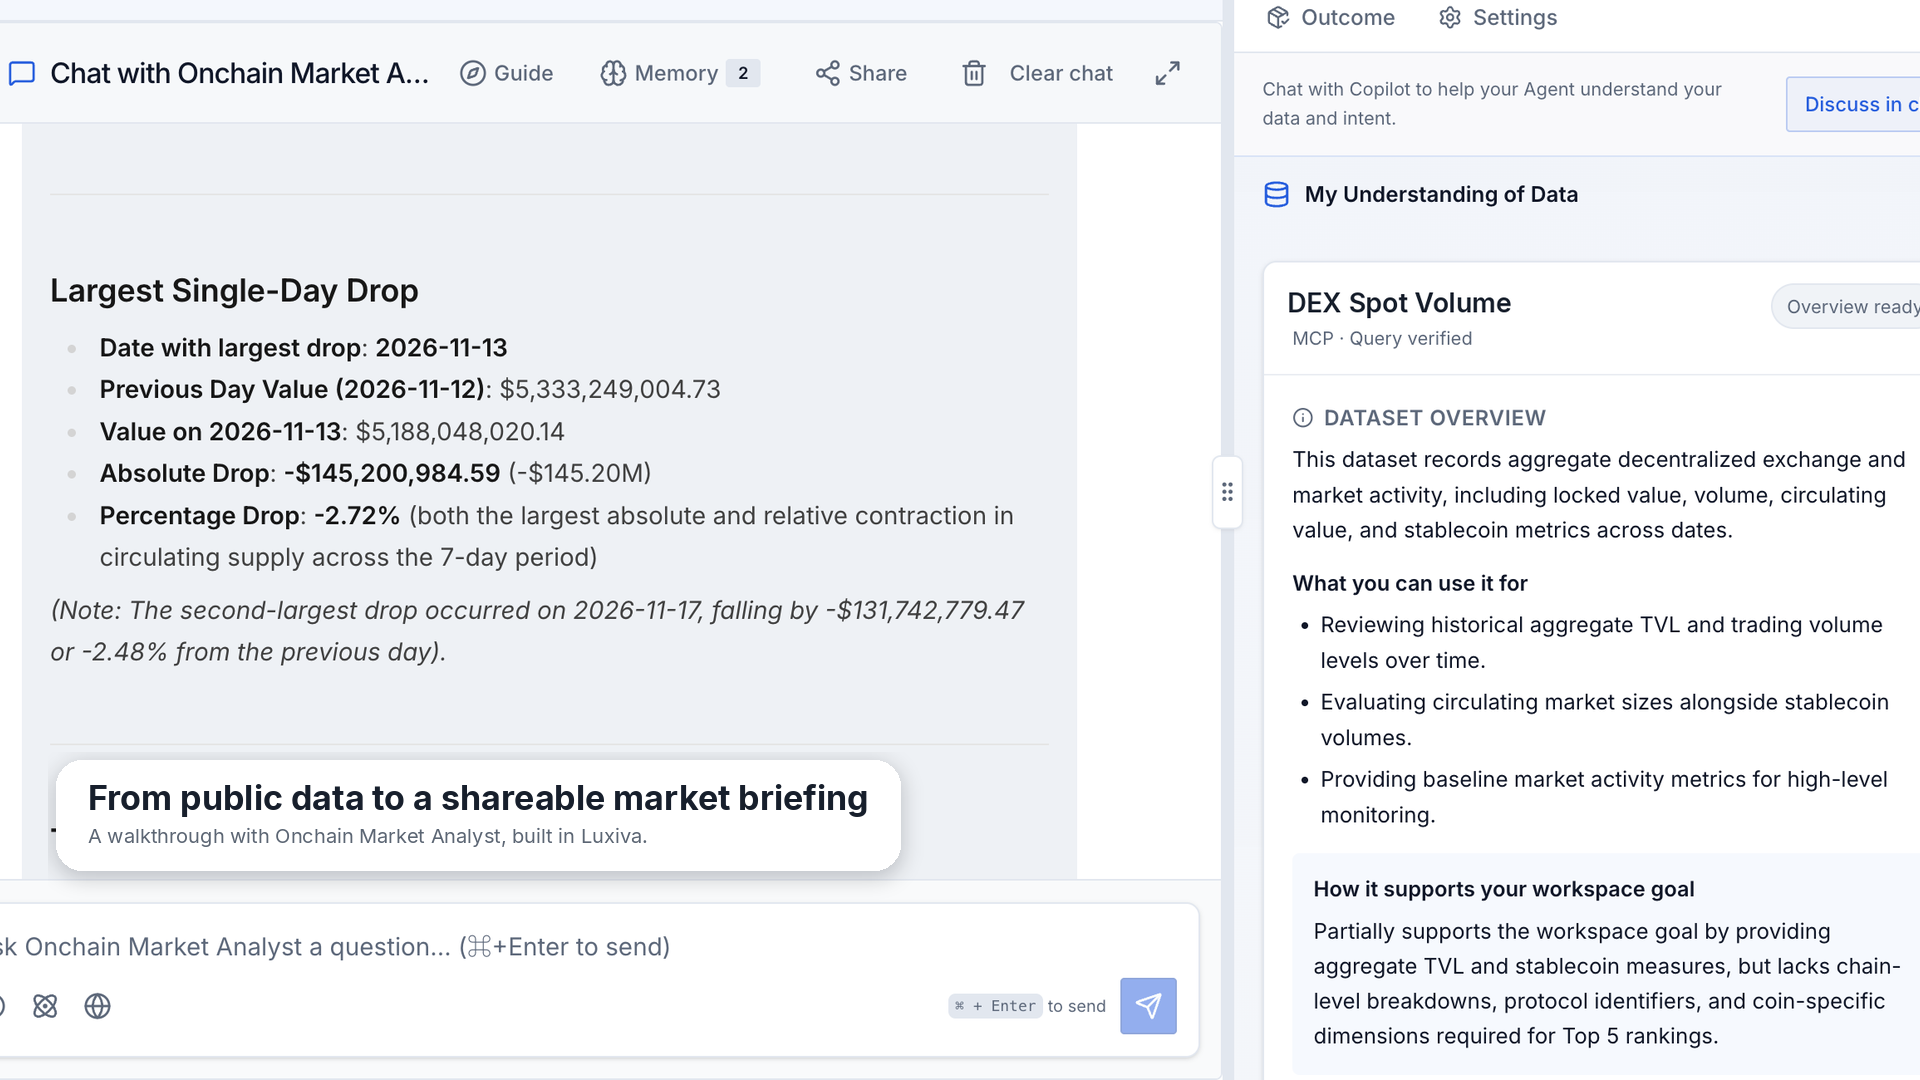 Chat with Onchain Market A...
Guide
Memory 2
Share
Clear chat
Largest Single-Day Drop
Date with largest drop: 2026-11-13
Previous Day Value (2026-11-12): $5,333,249,004.73
Value on 2026-11-13: $5,188,048,020.14
Absolute Drop: -$145,200,984.59 (-$145.20M)
Percentage Drop: -2.72% (both the largest absolute and relative contraction in
circulating supply across the 7-day period)
(Note: The second-largest drop occurred on 2026-11-17, falling by -$131,742,779.47
or -2.48% from the previous day).
From public data to a shareable market briefing
A walkthrough with Onchain Market Analyst, built in Luxiva.
sk Onchain Market Analyst a question... (⌘+Enter to send)
⌘ + Enter to send
Outcome
Settings
Chat with Copilot to help your Agent understand your
data and intent.
Discuss in c
My Understanding of Data
DEX Spot Volume
Overview ready
MCP · Query verified
DATASET OVERVIEW
This dataset records aggregate decentralized exchange and
market activity, including locked value, volume, circulating
value, and stablecoin metrics across dates.
What you can use it for
• Reviewing historical aggregate TVL and trading volume
levels over time.
• Evaluating circulating market sizes alongside stablecoin
volumes.
• Providing baseline market activity metrics for high-level
monitoring.
How it supports your workspace goal
Partially supports the workspace goal by providing
aggregate TVL and stablecoin measures, but lacks chain-
level breakdowns, protocol identifiers, and coin-specific
dimensions required for Top 5 rankings.